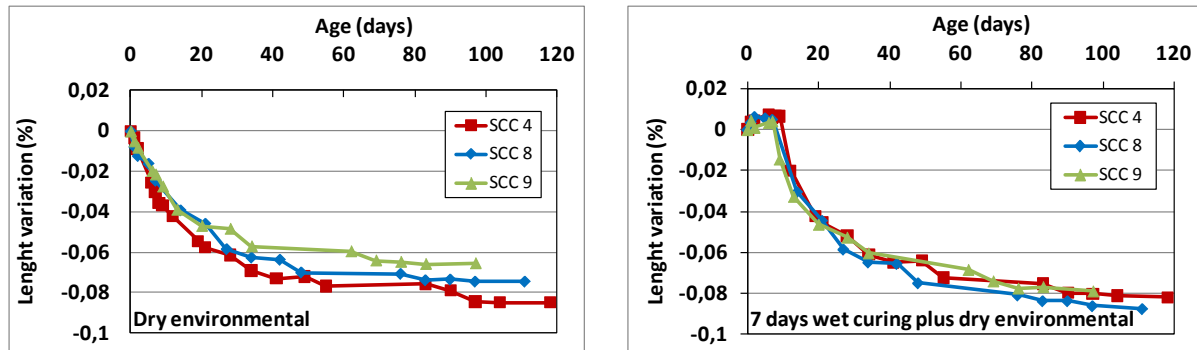 Age (days)
0 20 40 60 80 100 120
0,02
0
-0,02
-0,04
-0,06
-0,08
-0,1
Lenght variation (%)
SCC 4
SCC 8
SCC 9
Dry environmental
Age (days)
0 20 40 60 80 100 120
0,02
0
-0,02
-0,04
-0,06
-0,08
-0,1
Lenght variation (%)
SCC 4
SCC 8
SCC 9
7 days wet curing plus dry environmental